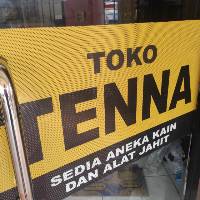 TOKO
TENNA
SEDIA ANEKA KAIN
DAN ALAT JAHIT